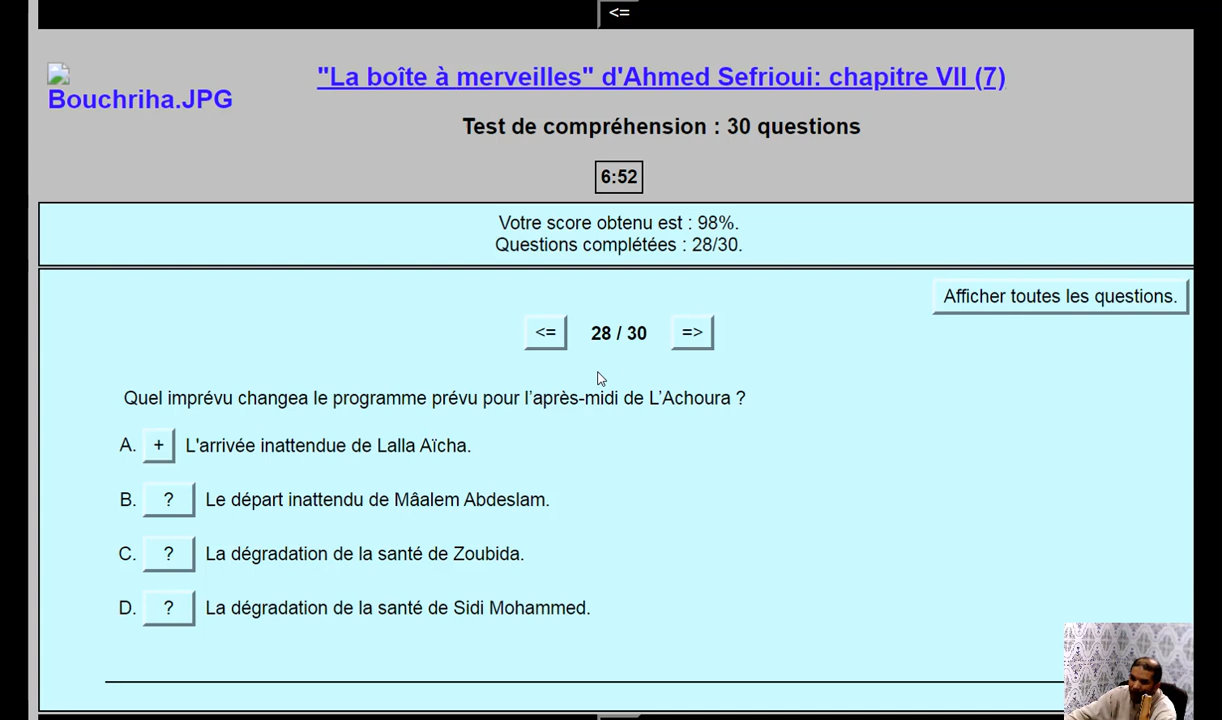 <=
Bouchriha.JPG
"La boîte à merveilles" d'Ahmed Sefrioui: chapitre VII (7)
Test de compréhension : 30 questions
6:52
Votre score obtenu est : 98%.
Questions complétées : 28/30.
Afficher toutes les questions.
<= 28 / 30 =>
Quel imprévu changea le programme prévu pour l’après-midi de L’Achoura ?
A. + L'arrivée inattendue de Lalla Aïcha.
B. ? Le départ inattendu de Mâalem Abdeslam.
C. ? La dégradation de la santé de Zoubida.
D. ? La dégradation de la santé de Sidi Mohammed.